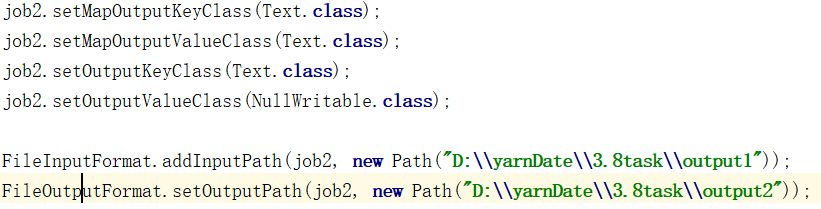 job2.setMapOutputKeyClass(Text.class);
job2.setMapOutputValueClass(Text.class);
job2.setOutputKeyClass(Text.class);
job2.setOutputValueClass(NullWritable.class);
FileInputFormat.addInputPath(job2, new Path("D:\\yarnDate\\3.8task\\output1"));
FileOutputFormat.setOutputPath(job2, new Path("D:\\yarnDate\\3.8task\\output2"));